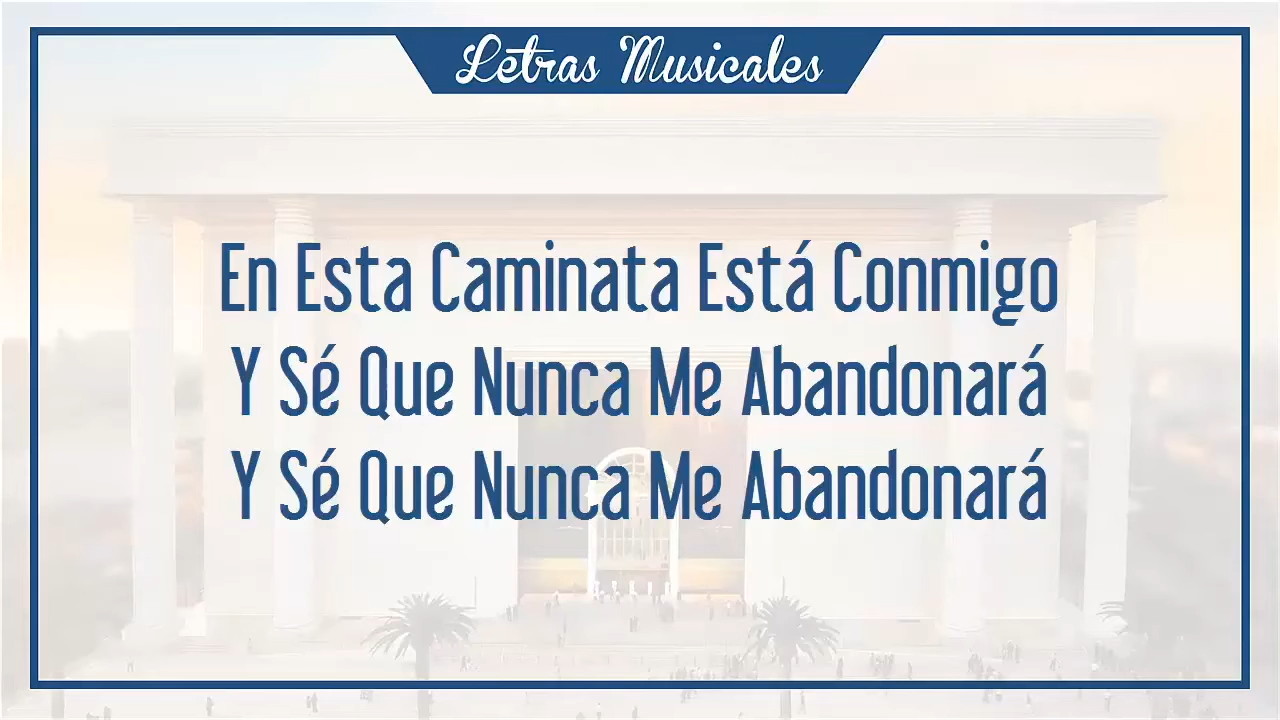 Letras Musicales
En Esta Caminata Está Conmigo
Y Sé Que Nunca Me Abandonará
Y Sé Que Nunca Me Abandonará